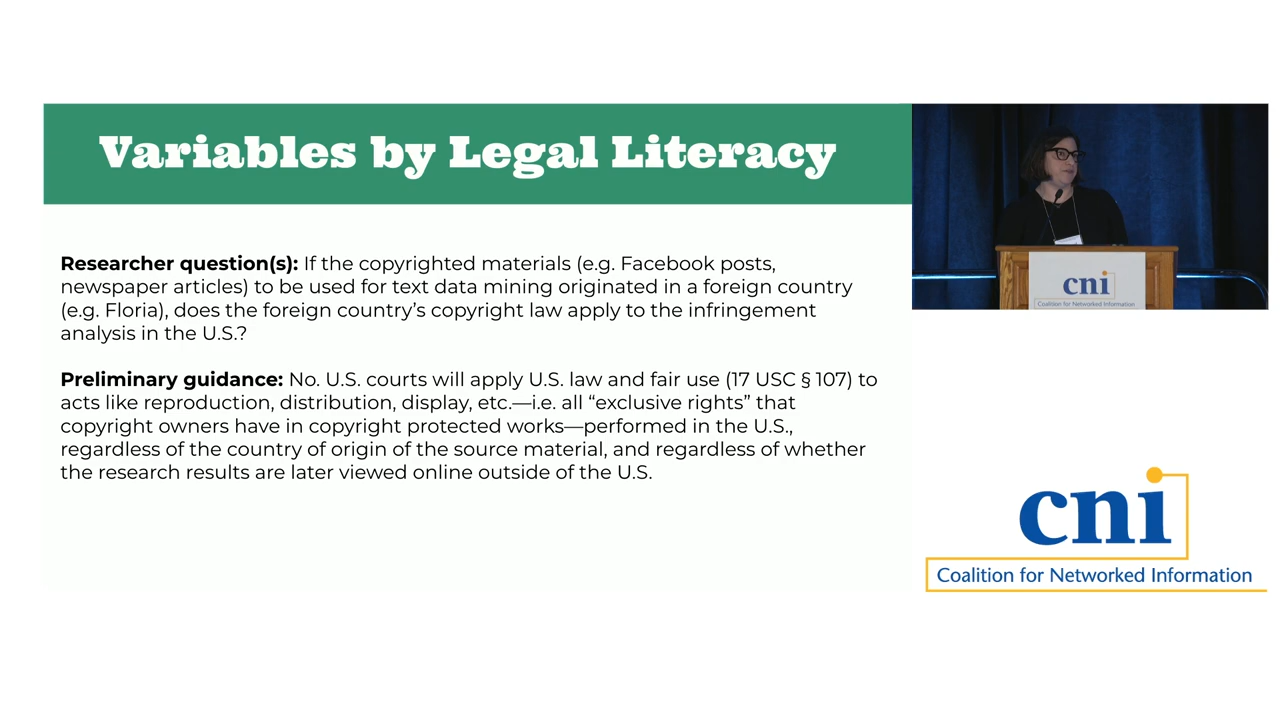 Variables by Legal Literacy
Researcher question(s): If the copyrighted materials (e.g. Facebook posts,
newspaper articles) to be used for text data mining originated in a foreign country
(e.g. Floria), does the foreign country's copyright law apply to the infringement
analysis in the U.S.?
Preliminary guidance: No. U.S. courts will apply U.S. law and fair use (17 USC § 107) to
acts like reproduction, distribution, display, etc.—i.e. all “exclusive rights” that
copyright owners have in copyright protected works—performed in the U.S.,
regardless of the country of origin of the source material, and regardless of whether
the research results are later viewed online outside of the U.S.
cni
Coalition for Networked Information
cni
Coalition for Networked Information